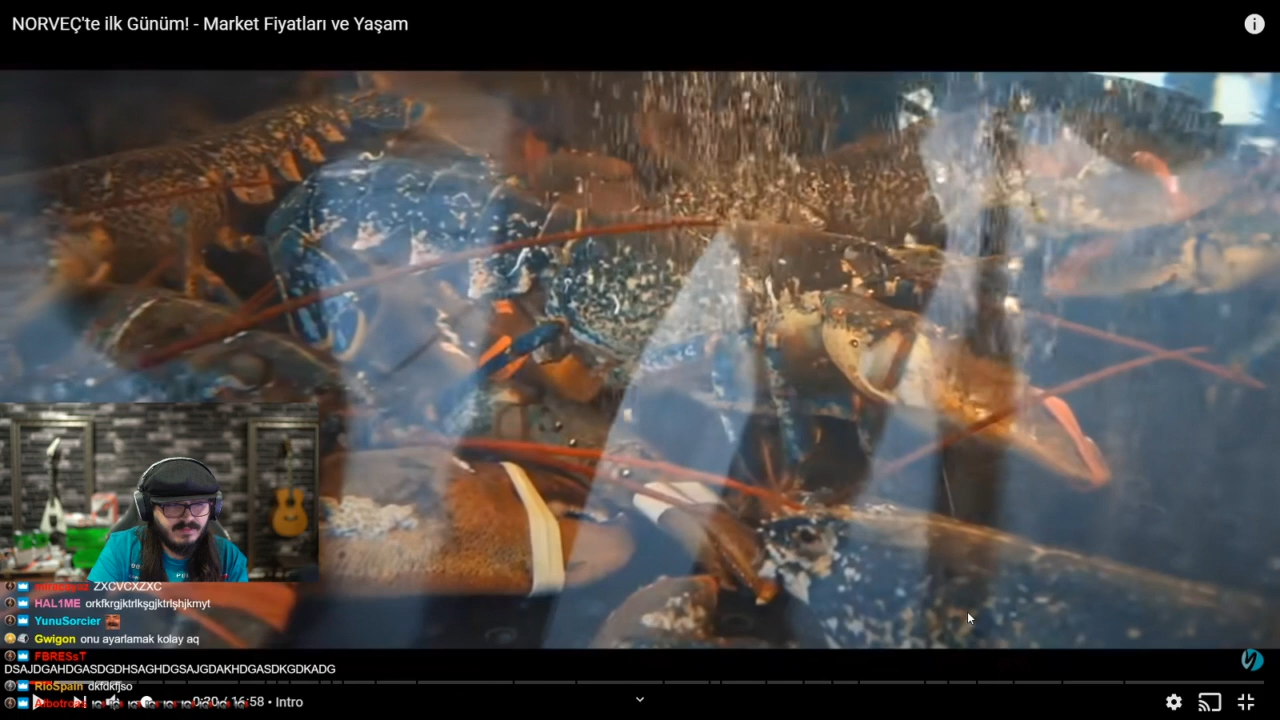 NORVEÇ'te ilk Günüm! - Market Fiyatları ve Yaşam
ZXCVCXZXC
HAL1ME orkfkrgjktrlkşgjktrlşhjkmyt
YunuSorcier
Gwigon onu ayarlamak kolay aq
FBRESsT
DSAJDGAHDGASDGDHSAGHDGSAJGDAKHDGASDKGDKADG
RioSpain dkfdkfjso
0:20 / 16:58 • Intro